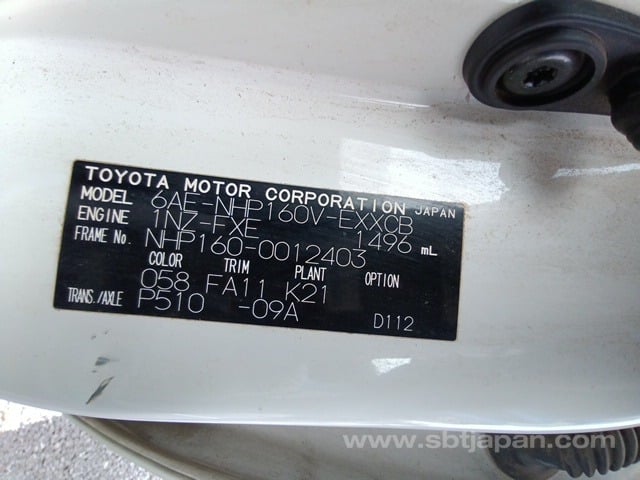 TOYOTA MOTOR CORPORATION JAPAN
MODEL 6AE-NHP160V-EXXCB
ENGINE 1NZ-FXE 1496 mL
FRAME No. NHP160-0012403
COLOR TRIM PLANT OPTION
058 FA11 K21
TRANS./AXLE P510 -09A
D112
www.sbtjapan.com